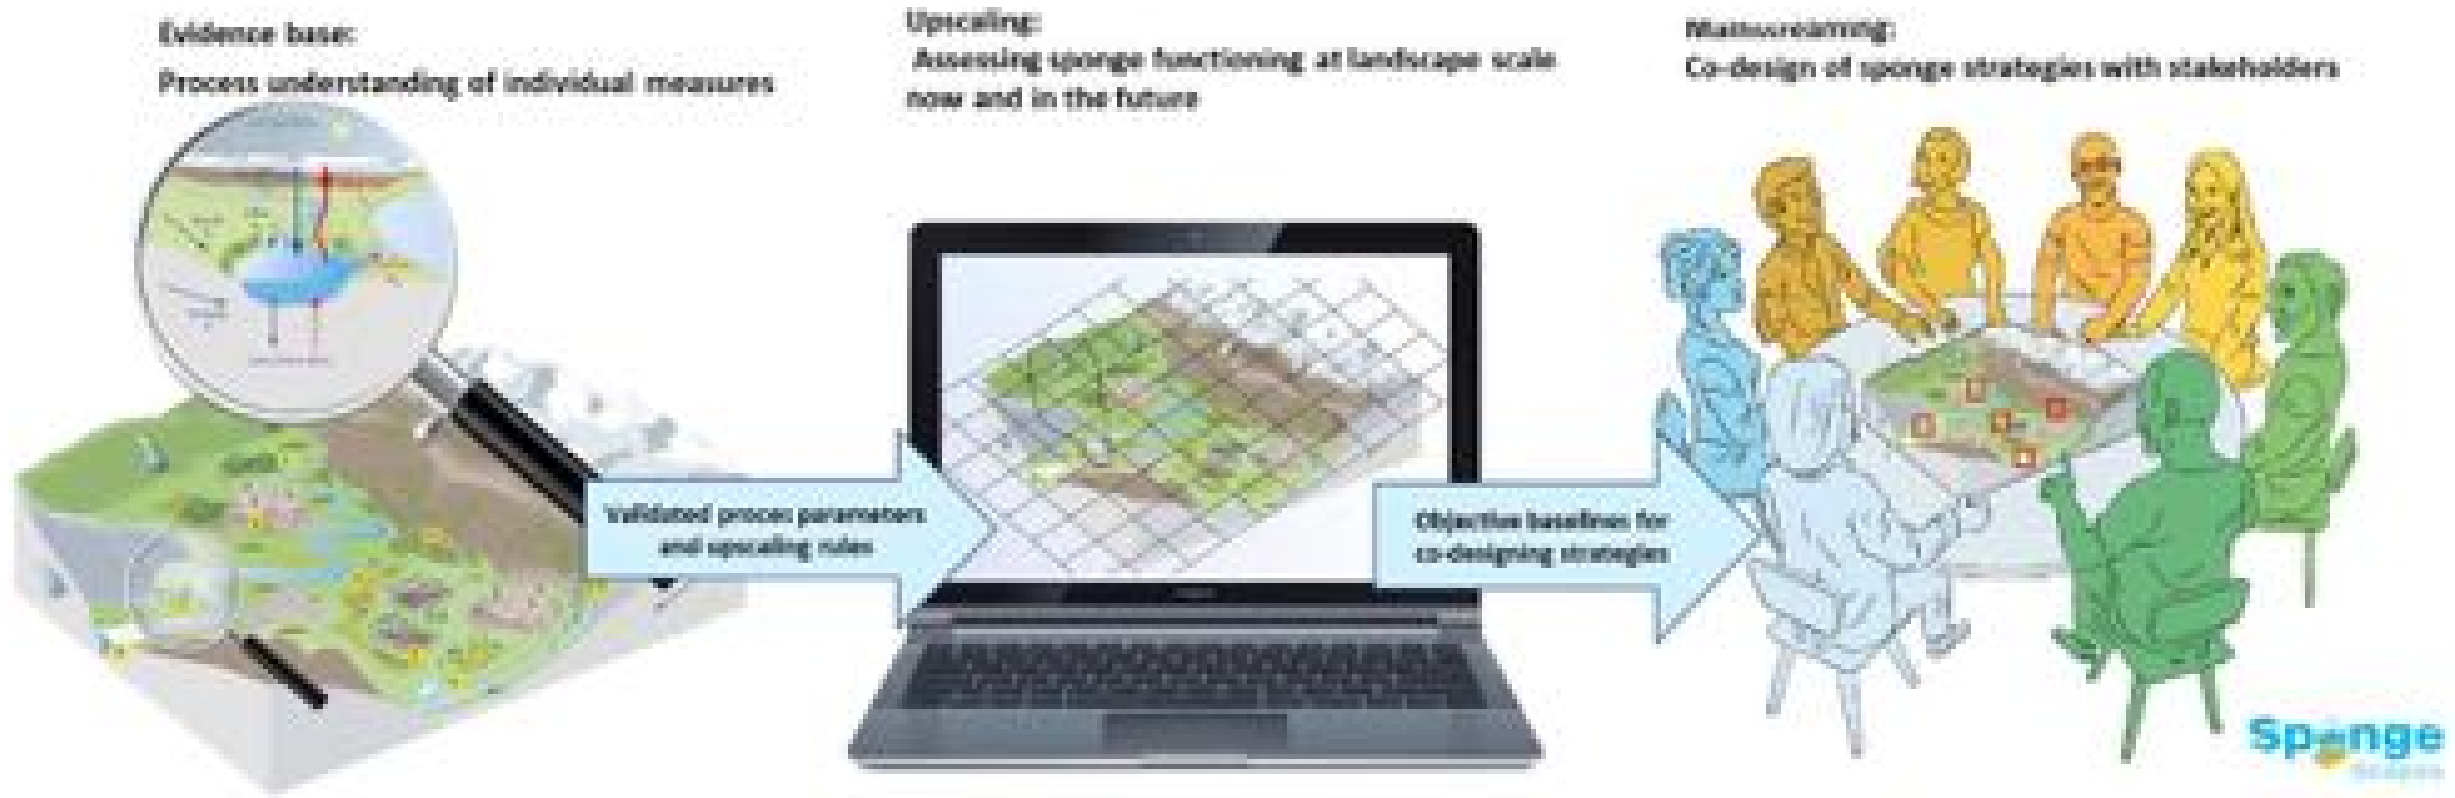 Evidence base:
Process understanding of individual measures
Upscaling:
Assessing sponge functioning at landscape scale
now and in the future
Mainstreaming:
Co-design of sponge strategies with stakeholders
Validated proces parameters
and upscaling rules
Objective baselines for
co-designing strategies
Sponge
Scapes